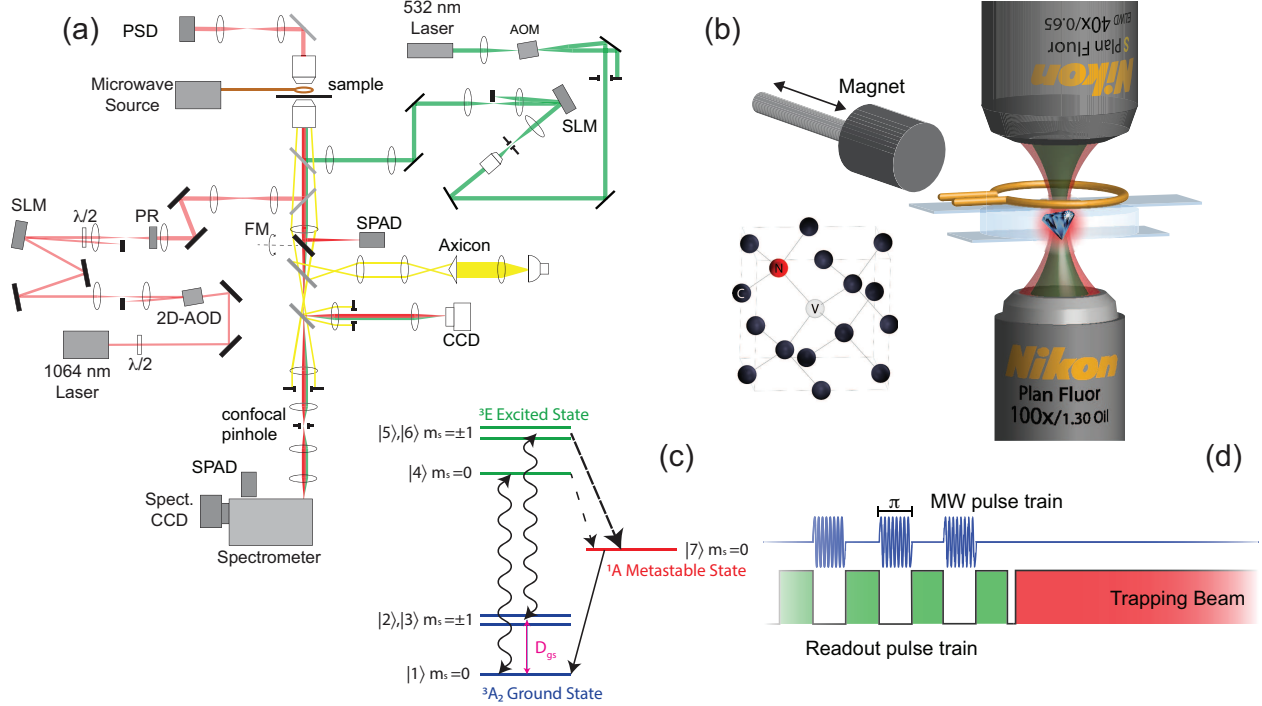 (a)
PSD
Microwave
Source
sample
532 nm
Laser
AOM
SLM
SLM
λ/2
PR
FM
SPAD
Axicon
2D-AOD
CCD
1064 nm
Laser
λ/2
confocal
pinhole
SPAD
Spect.
CCD
Spectrometer
(b)
Magnet
ELWD 40x/0.65
S Plan Fluor
Nikon
N
C
V
Nikon
Plan Fluor
100x/1.30 Oil
(c)
³E Excited State
|5⟩,|6⟩ mₛ=±1
|4⟩ mₛ=0
|7⟩ mₛ=0
¹A Metastable State
|2⟩,|3⟩ mₛ=±1
D_gs
|1⟩ mₛ=0
³A₂ Ground State
(d)
π
MW pulse train
Trapping Beam
Readout pulse train